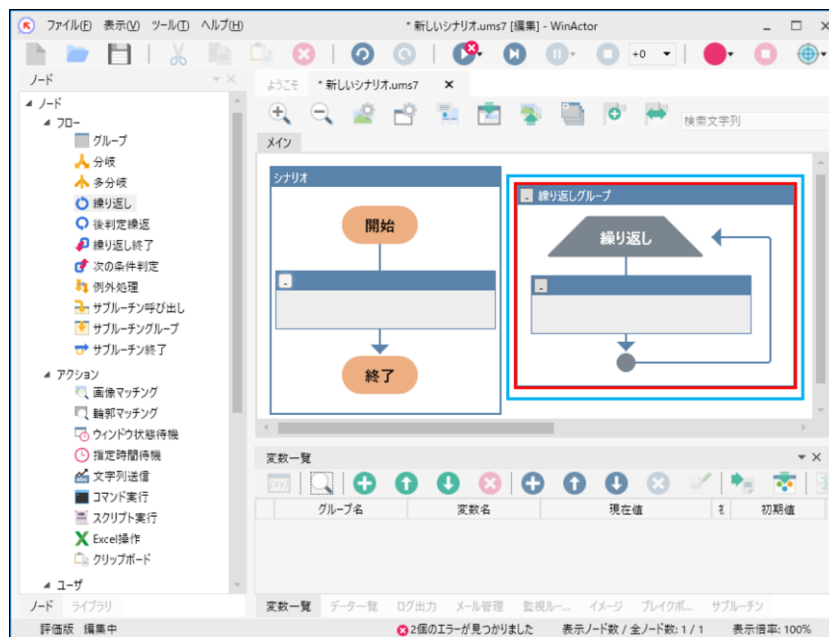 ファイル(F) 表示(V) ツール(T) ヘルプ(H)
* 新しいシナリオ.ums7 [編集] - WinActor
+0
ノード
ようこそ * 新しいシナリオ.ums7
検索文字列
メイン
ノード
フロー
グループ
分岐
多分岐
繰り返し
後判定繰返
繰り返し終了
次の条件判定
例外処理
サブルーチン呼び出し
サブルーチングループ
サブルーチン終了
アクション
画像マッチング
輪郭マッチング
ウィンドウ状態待機
指定時間待機
文字列送信
コマンド実行
スクリプト実行
Excel操作
クリップボード
ユーザ
ノード ライブラリ
シナリオ
開始
終了
繰り返しグループ
繰り返し
変数一覧
グループ名 変数名 現在値 初期値
変数一覧 データ一覧 ログ出力 メール管理 監視ルー... イメージ ブレイクポ... サブルーチン
評価版 編集中
2個のエラーが見つかりました 表示ノード数 / 全ノード数: 1 / 1 表示倍率: 100%